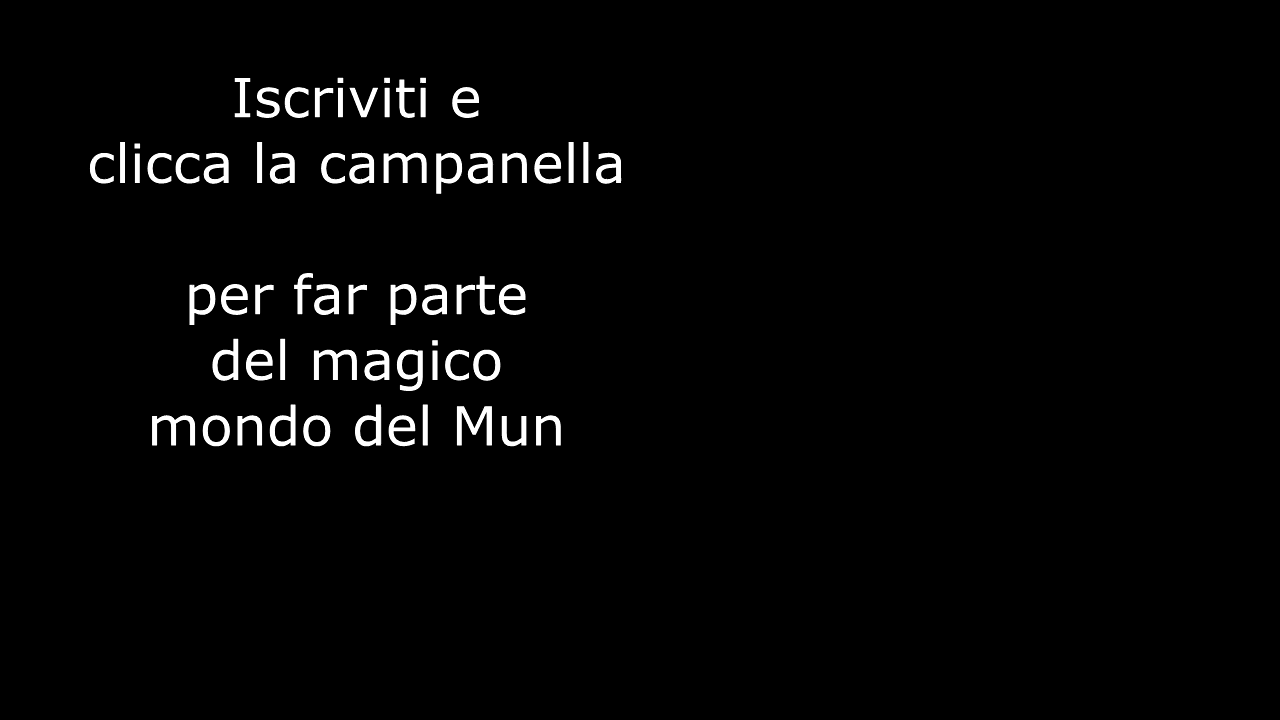 Iscriviti e
clicca la campanella
per far parte
del magico
mondo del Mun